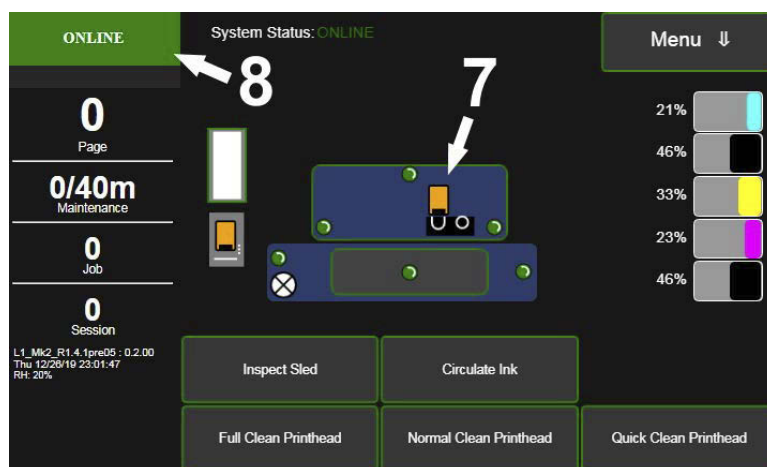 ONLINE
System Status: ONLINE
Menu ⇓
8
7
0
Page
0/40m
Maintenance
0
Job
0
Session
L1_Mk2_R1.4.1pre05 : 0.2.00
Thu 12/26/19 23:01:47
RH: 20%
21%
46%
33%
23%
46%
Inspect Sled
Circulate Ink
Full Clean Printhead
Normal Clean Printhead
Quick Clean Printhead